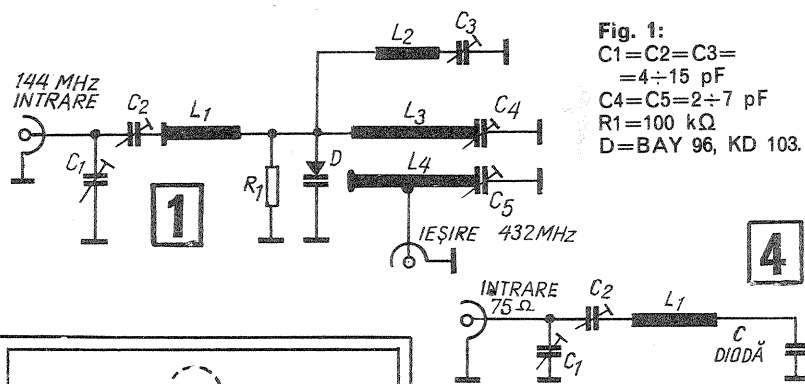 Fig. 1:
C1=C2=C3=
=4÷15 pF
C4=C5=2÷7 pF
R1=100 kΩ
D=BAY 96, KD 103.
144 MHz
INTRARE
C1
C2
L1
R1
D
L2
C3
L3
C4
L4
C5
IEȘIRE 432MHz
1
4
INTRARE
75Ω
C1
C2
L1
C
DIODĂ